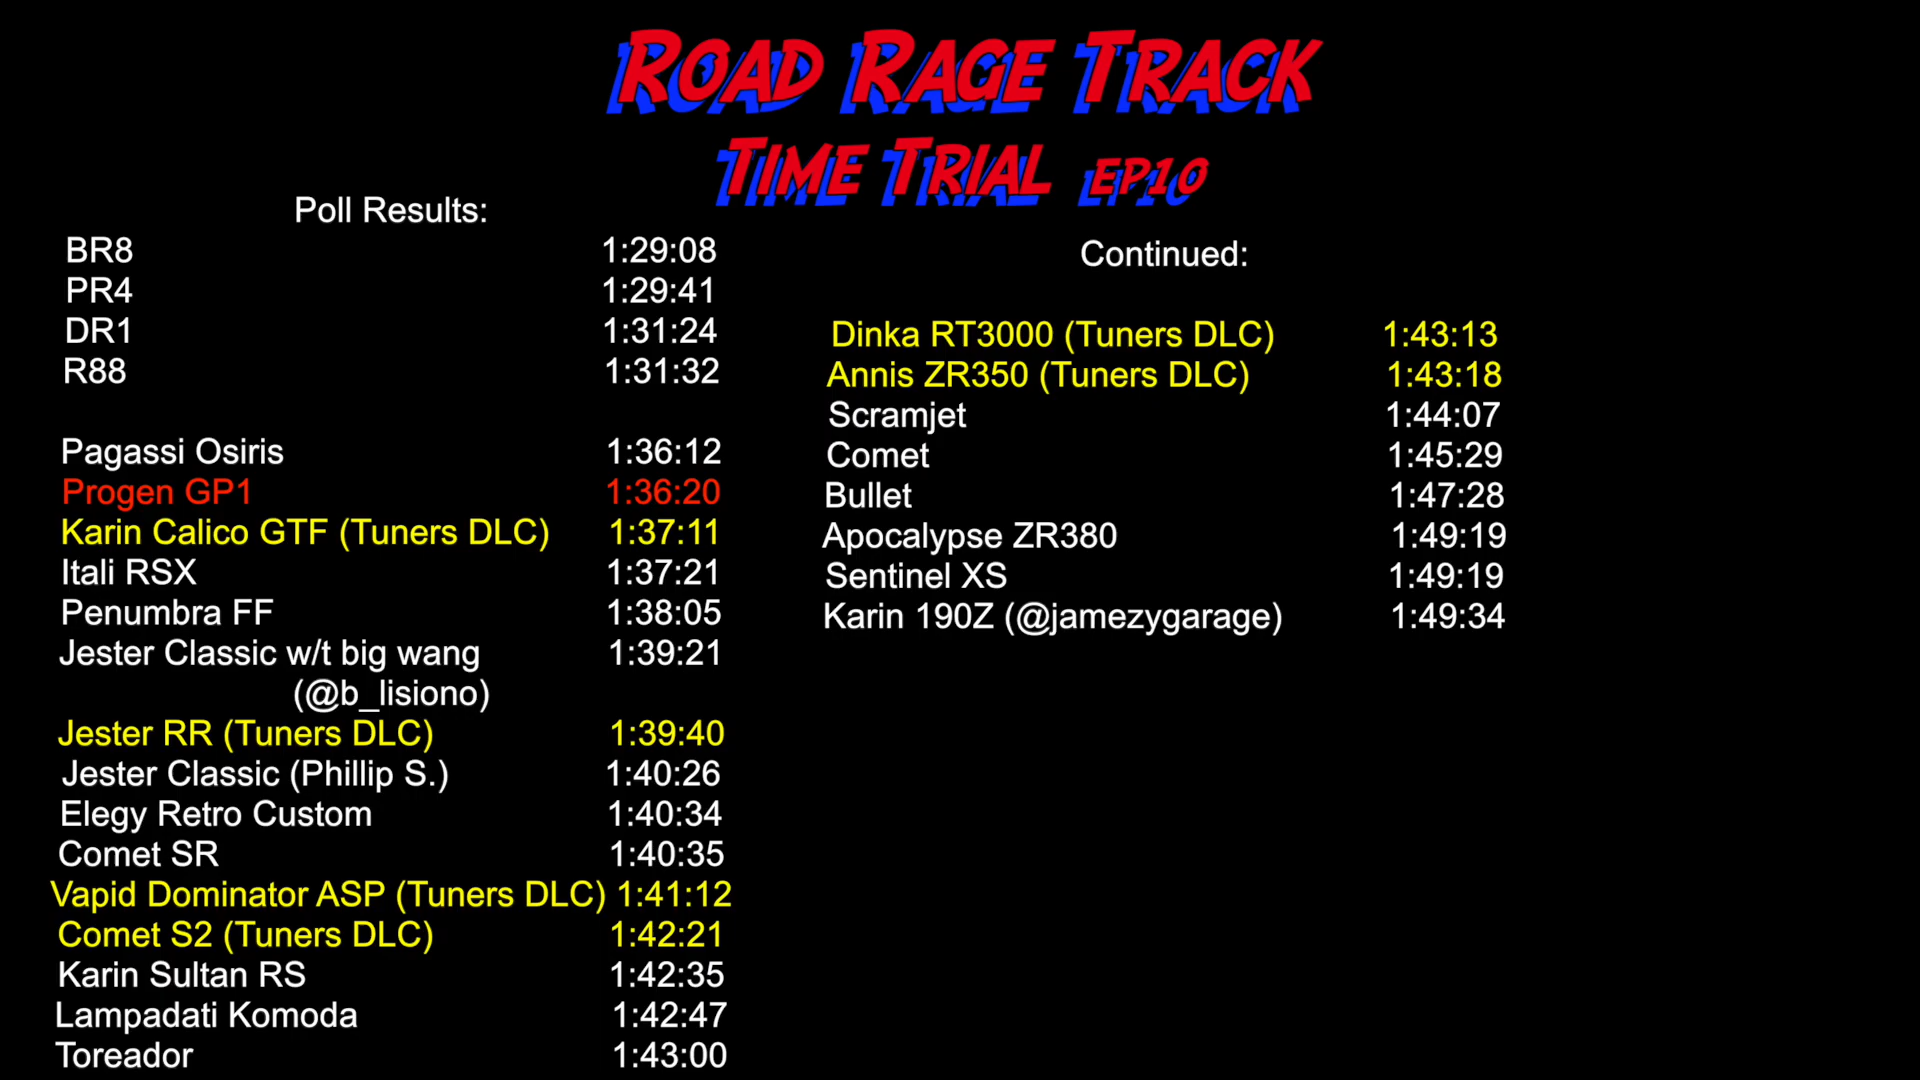 ROAD RAGE TRACK
TIME TRIAL EP10
Poll Results:
BR8 1:29:08
PR4 1:29:41
DR1 1:31:24
R88 1:31:32
Pagassi Osiris 1:36:12
Progen GP1 1:36:20
Karin Calico GTF (Tuners DLC) 1:37:11
Itali RSX 1:37:21
Penumbra FF 1:38:05
Jester Classic w/t big wang 1:39:21
(@b_lisiono)
Jester RR (Tuners DLC) 1:39:40
Jester Classic (Phillip S.) 1:40:26
Elegy Retro Custom 1:40:34
Comet SR 1:40:35
Vapid Dominator ASP (Tuners DLC) 1:41:12
Comet S2 (Tuners DLC) 1:42:21
Karin Sultan RS 1:42:35
Lampadati Komoda 1:42:47
Toreador 1:43:00
Continued:
Dinka RT3000 (Tuners DLC) 1:43:13
Annis ZR350 (Tuners DLC) 1:43:18
Scramjet 1:44:07
Comet 1:45:29
Bullet 1:47:28
Apocalypse ZR380 1:49:19
Sentinel XS 1:49:19
Karin 190Z (@jamezygarage) 1:49:34